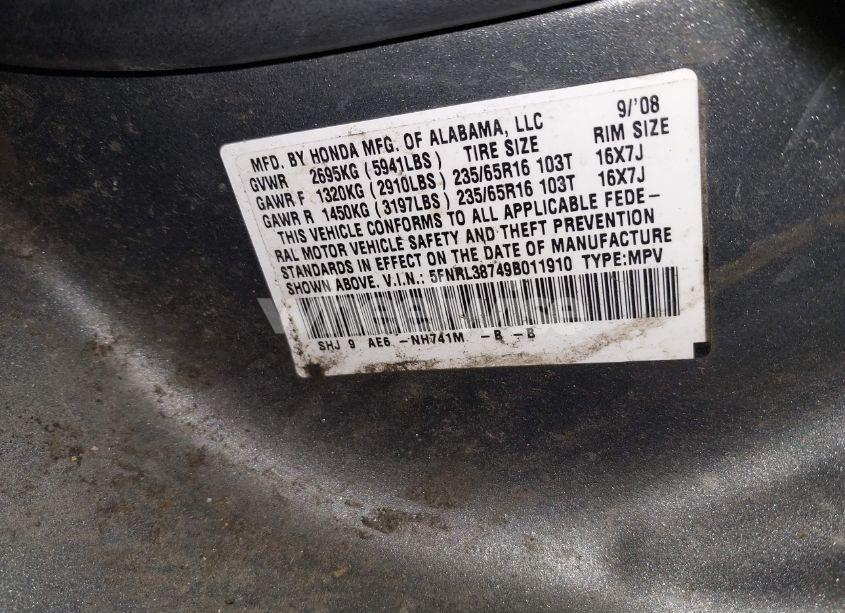 MFD. BY HONDA MFG. OF ALABAMA, LLC 9/'08
GVWR 2695KG (5941LBS) TIRE SIZE RIM SIZE
GAWR F 1320KG (2910LBS) 235/65R16 103T 16X7J
GAWR R 1450KG (3197LBS) 235/65R16 103T 16X7J
THIS VEHICLE CONFORMS TO ALL APPLICABLE FEDE-
RAL MOTOR VEHICLE SAFETY AND THEFT PREVENTION
STANDARDS IN EFFECT ON THE DATE OF MANUFACTURE
SHOWN ABOVE. V.I.N.: 5FNRL38749B011910 TYPE:MPV
SHJ 9 AE6 -NH741M -B -B